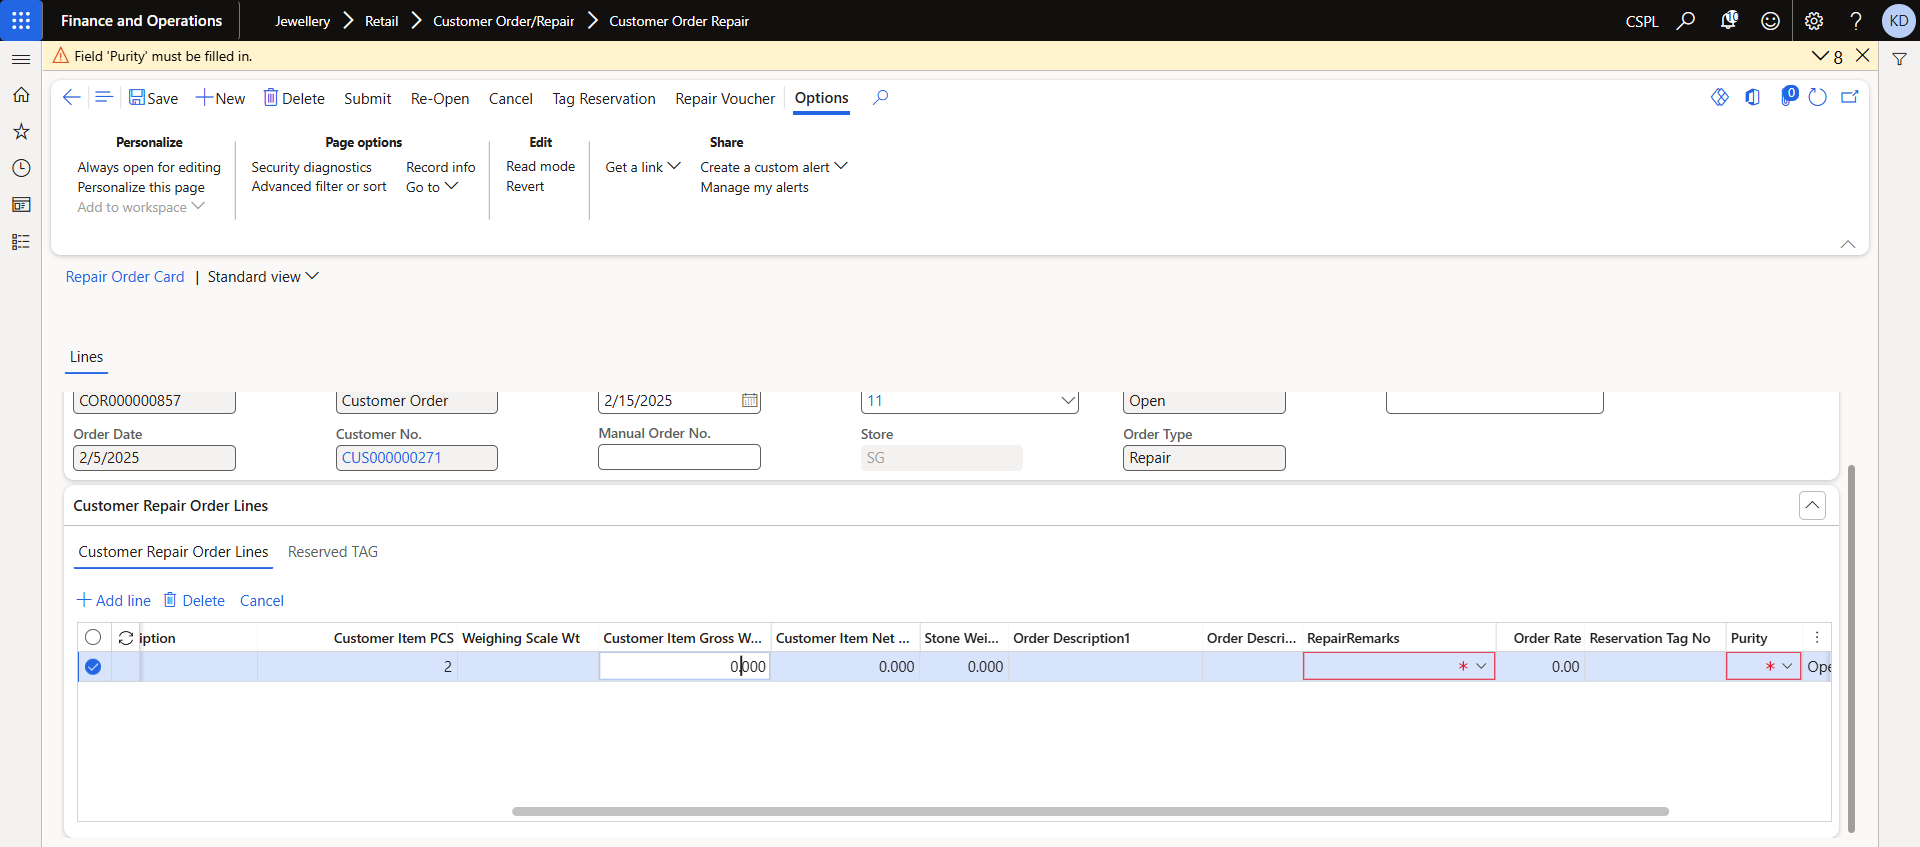 Finance and Operations
Jewellery > Retail > Customer Order/Repair > Customer Order Repair
CSPL
10
KD
Field 'Purity' must be filled in.
8
Save
New
Delete
Submit
Re-Open
Cancel
Tag Reservation
Repair Voucher
Options
0
Personalize
Always open for editing
Personalize this page
Add to workspace
Page options
Security diagnostics
Advanced filter or sort
Record info
Go to
Edit
Read mode
Revert
Share
Get a link
Create a custom alert
Manage my alerts
Repair Order Card | Standard view
Lines
COR000000857
Customer Order
2/15/2025
11
Open
Order Date
Customer No.
Manual Order No.
Store
Order Type
2/5/2025
CUS000000271
SG
Repair
Customer Repair Order Lines
Customer Repair Order Lines
Reserved TAG
Add line
Delete
Cancel
iption
Customer Item PCS
Weighing Scale Wt
Customer Item Gross W...
Customer Item Net ...
Stone Wei...
Order Description1
Order Descri...
RepairRemarks
Order Rate
Reservation Tag No
Purity
2
0.000
0.000
0.000
*
0.00
*
Ope